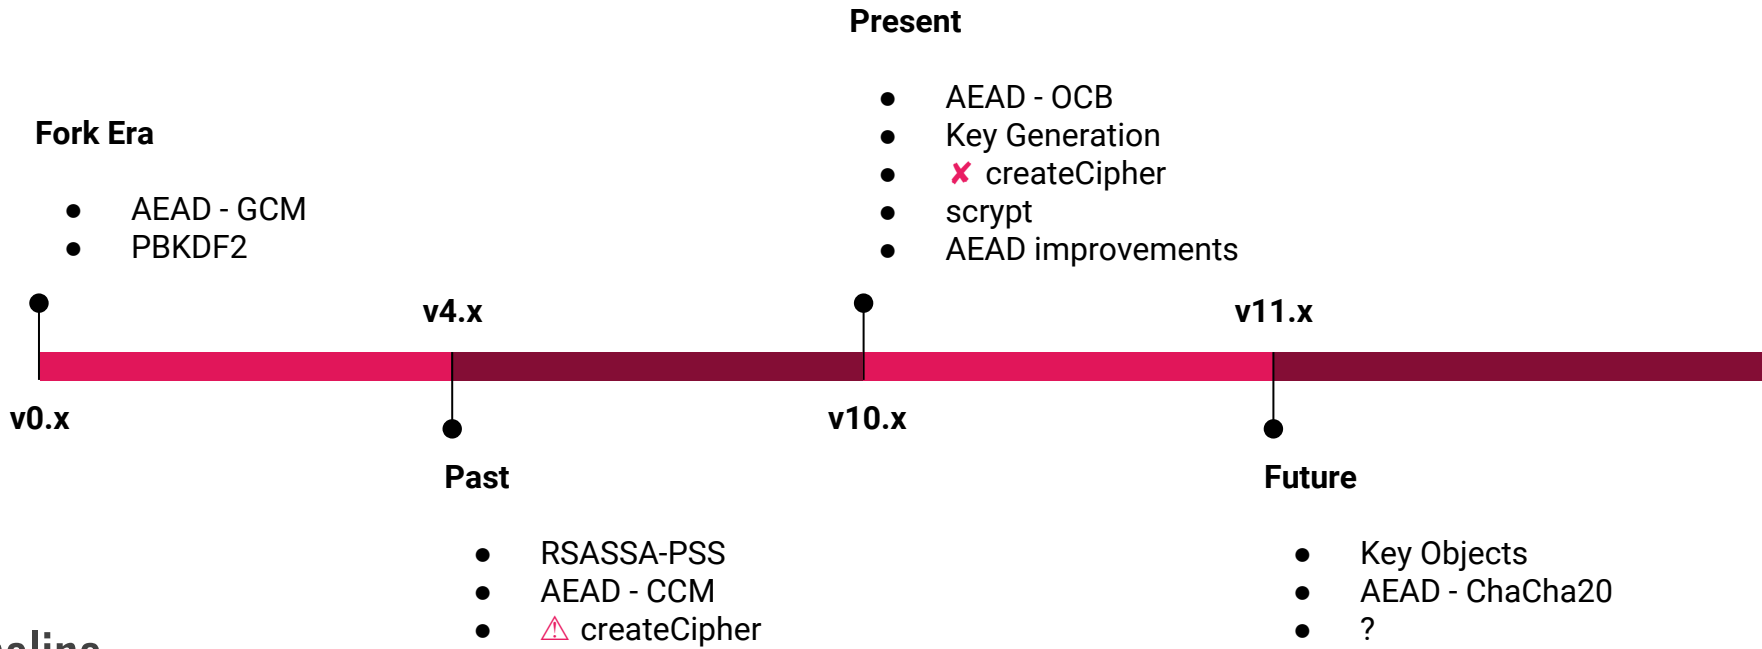 Present
● AEAD - OCB
● Key Generation
● ✘ createCipher
● scrypt
● AEAD improvements
Fork Era
● AEAD - GCM
● PBKDF2
v4.x
v11.x
v0.x
v10.x
Past
● RSASSA-PSS
● AEAD - CCM
● ⚠ createCipher
Future
● Key Objects
● AEAD - ChaCha20
● ?